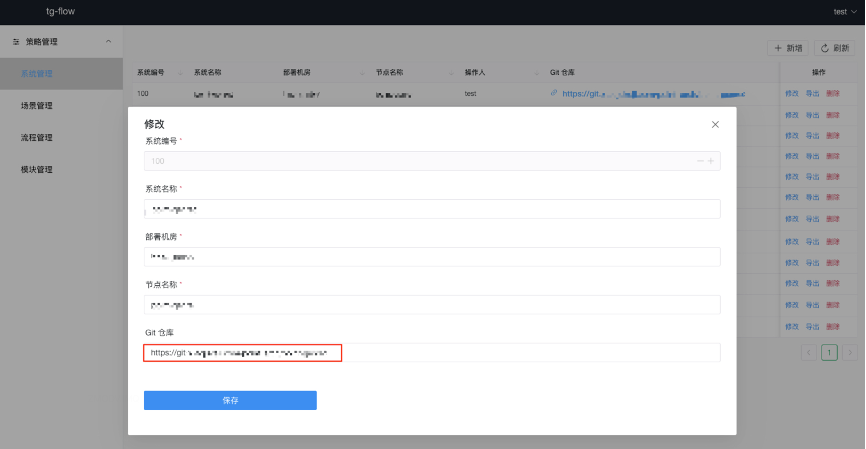 tg-flow
test
策略管理
系统管理
场景管理
流程管理
模块管理
新增
刷新
系统编号 系统名称 部署机房 节点名称 操作人 Git 仓库 操作
100 test https://git. 修改 导出 删除
修改 导出 删除
修改 导出 删除
修改 导出 删除
修改 导出 删除
修改 导出 删除
修改 导出 删除
修改 导出 删除
修改 导出 删除
修改 导出 删除
修改 导出 删除
修改 导出 删除
1
修改
系统编号 *
100
系统名称 *
部署机房 *
节点名称 *
Git 仓库
https://git
保存